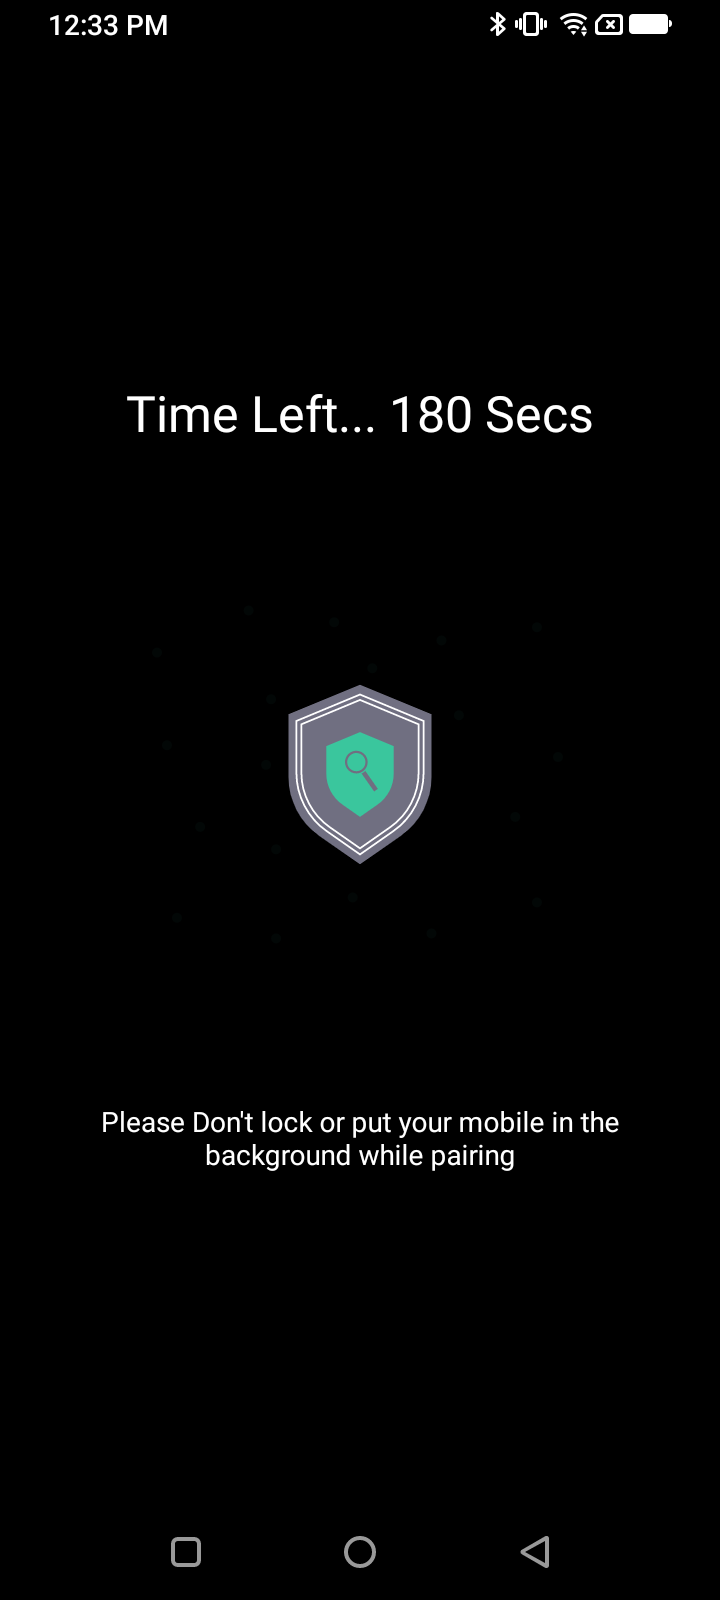 12:33 PM
Time Left... 180 Secs
Please Don't lock or put your mobile in the
background while pairing